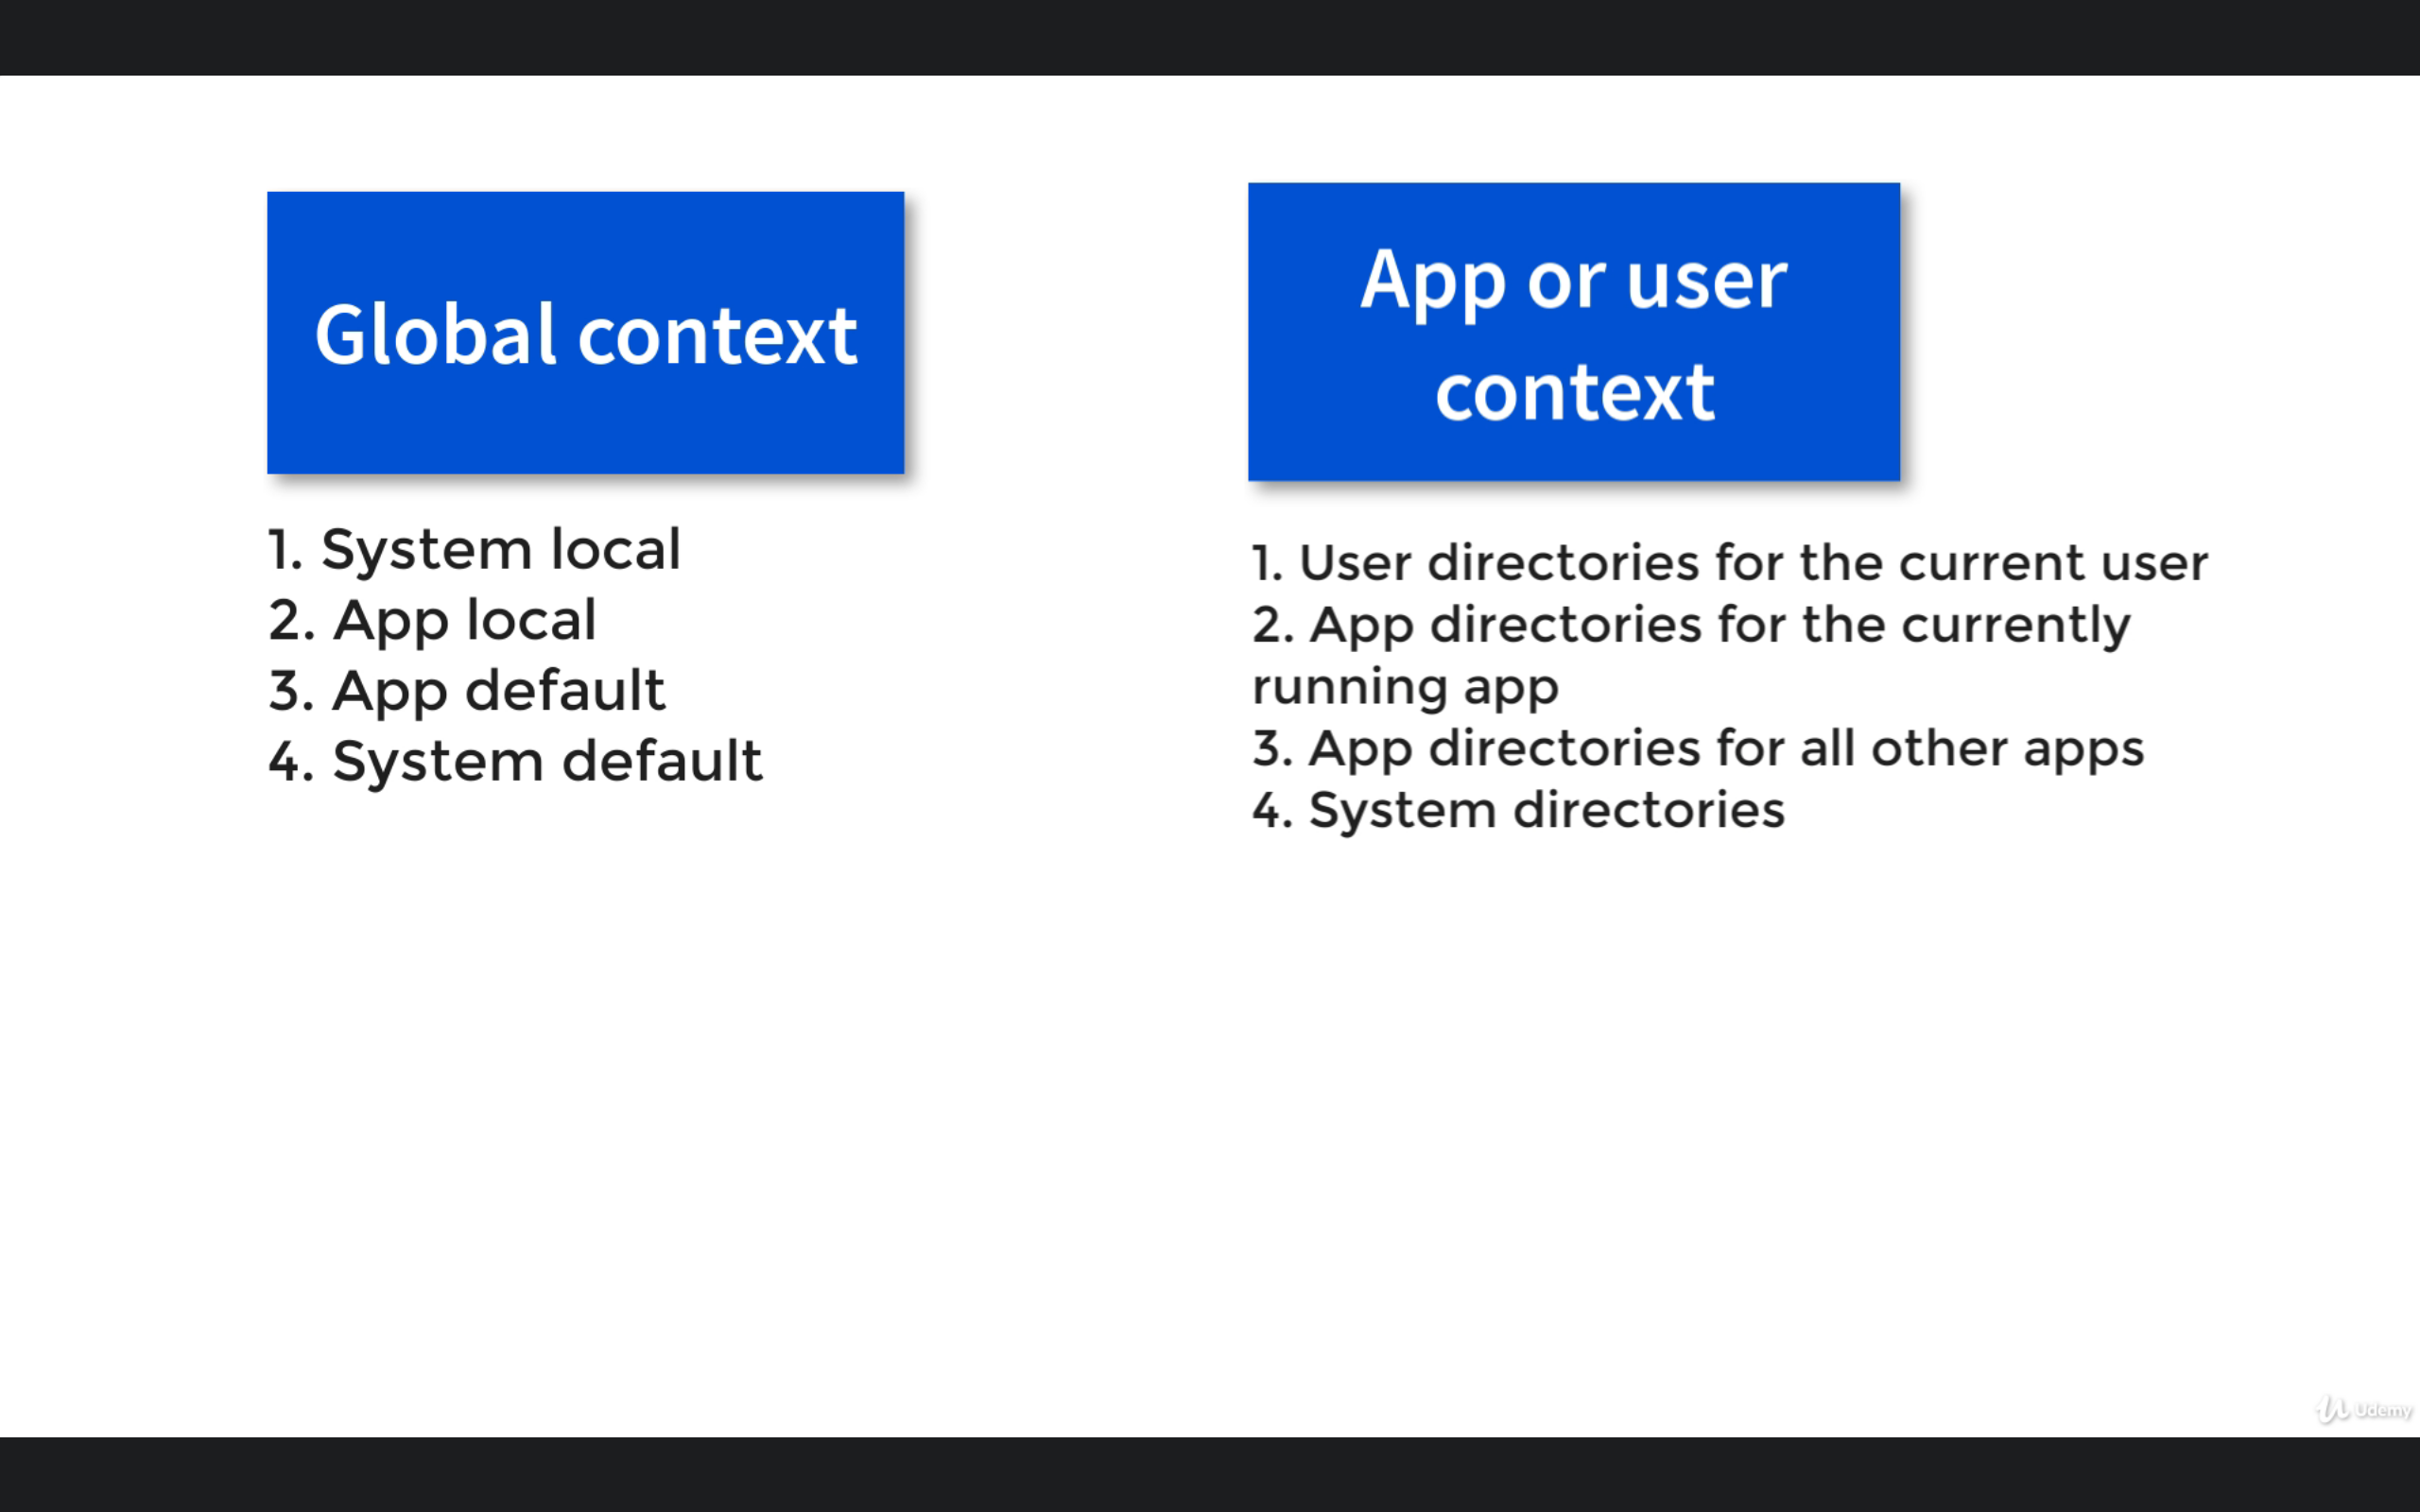 Global context
1. System local
2. App local
3. App default
4. System default
App or user
context
1. User directories for the current user
2. App directories for the currently
running app
3. App directories for all other apps
4. System directories
Udemy